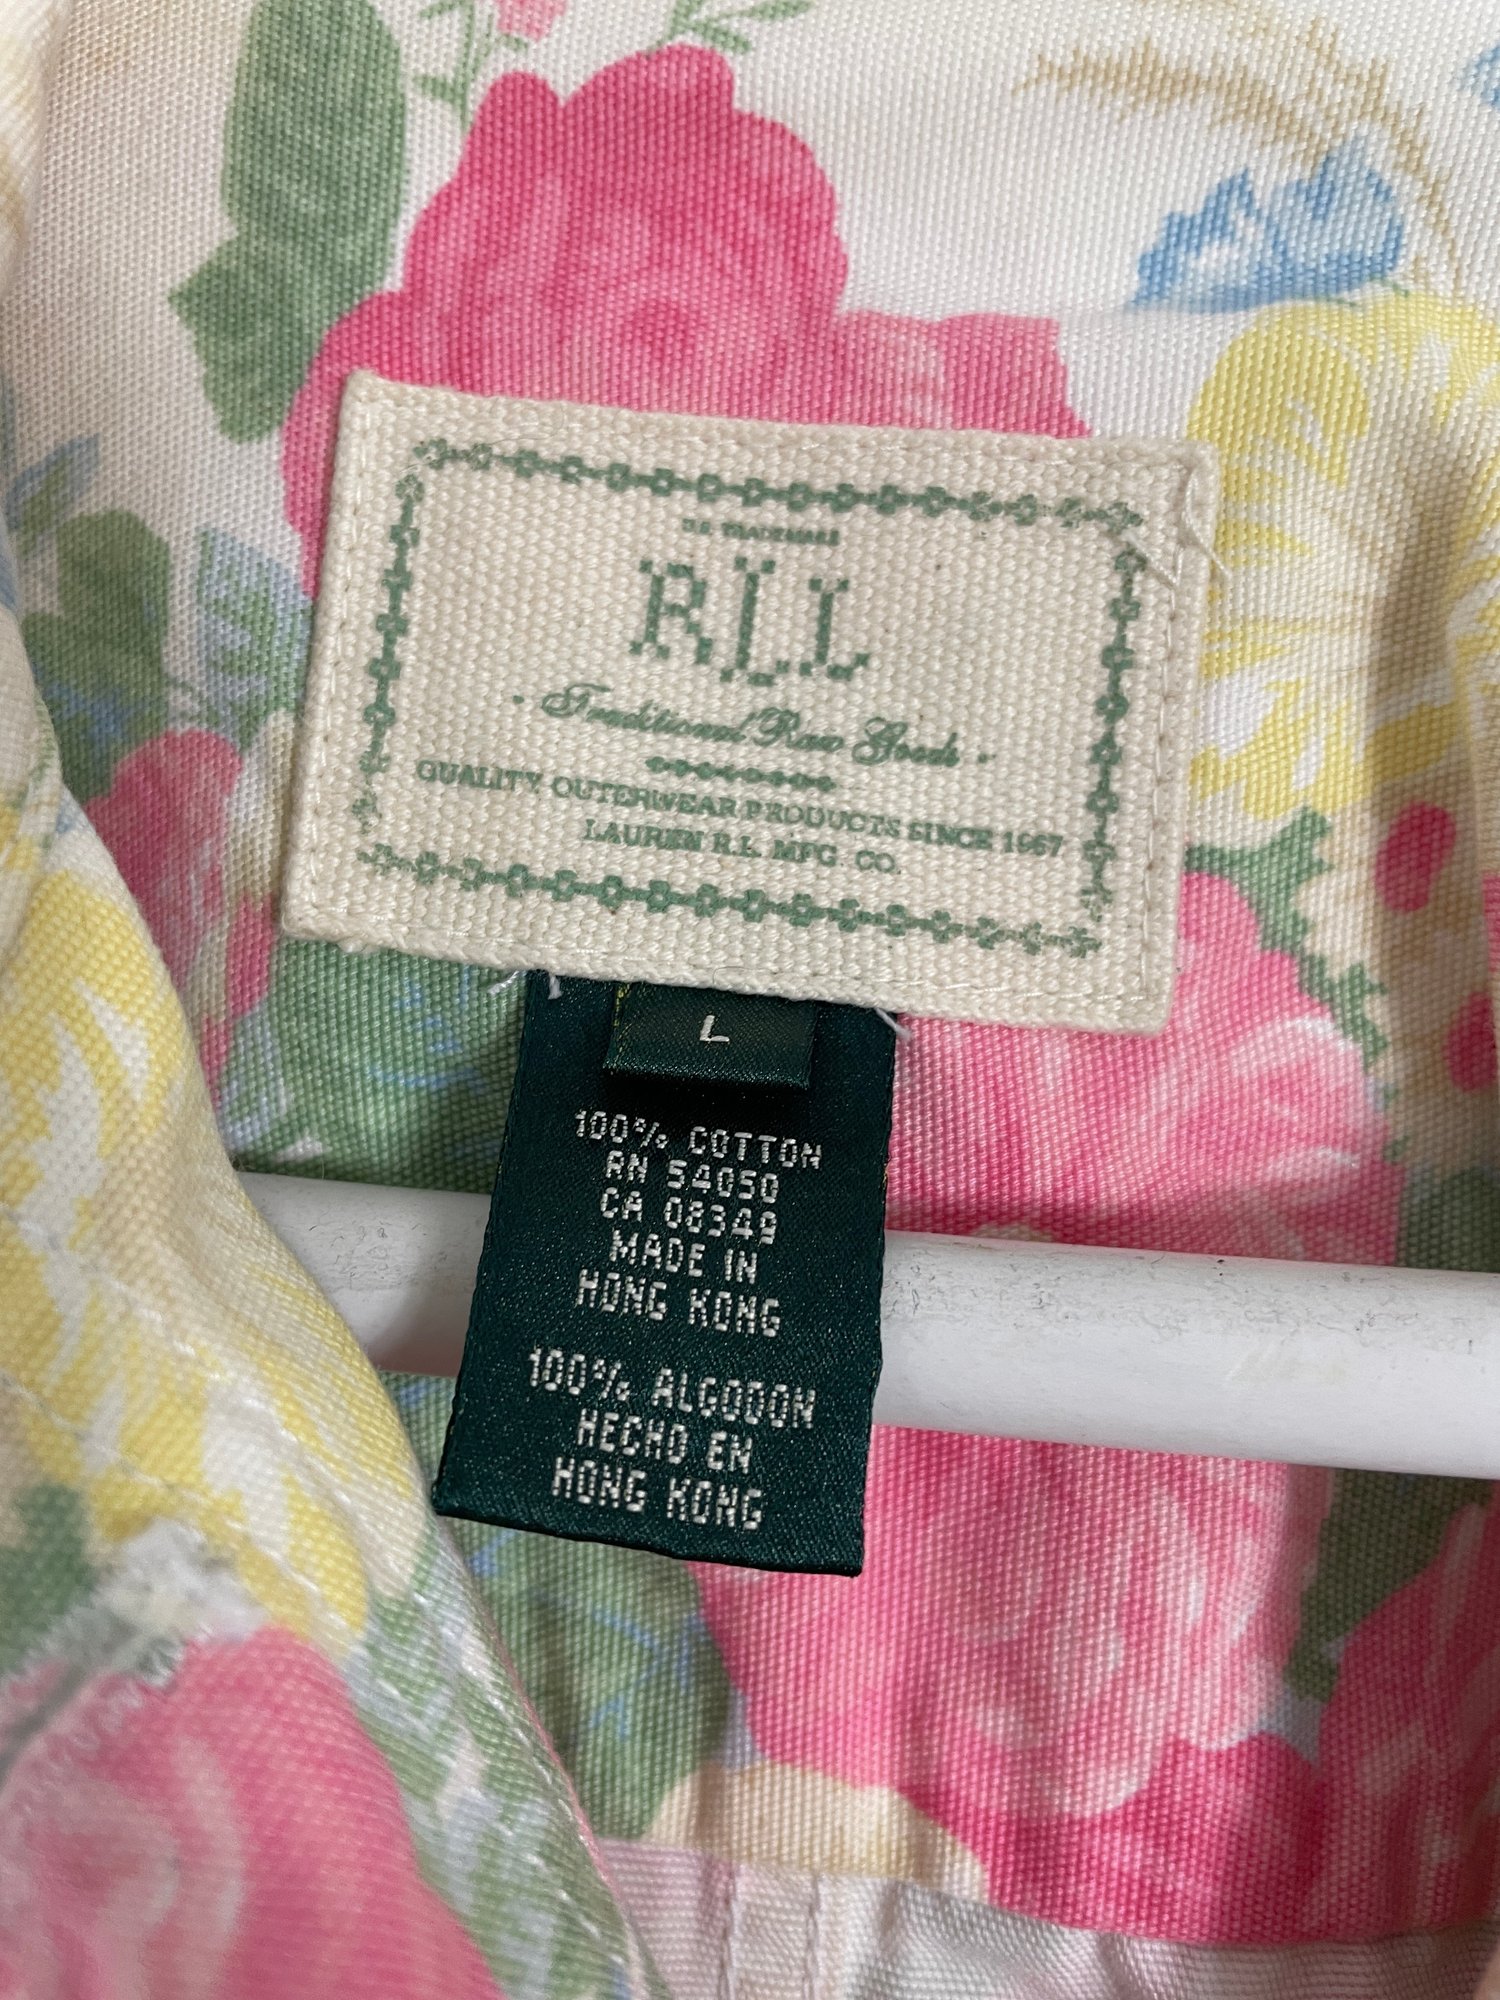 U.S. TRADEMARK
RLL
· Traditional Raw Goods ·
QUALITY OUTERWEAR PRODUCTS SINCE 1967
LAUREN R.L. MFG. CO.
L
100% COTTON
RN 54050
CA 08349
MADE IN
HONG KONG
100% ALGODON
HECHO EN
HONG KONG